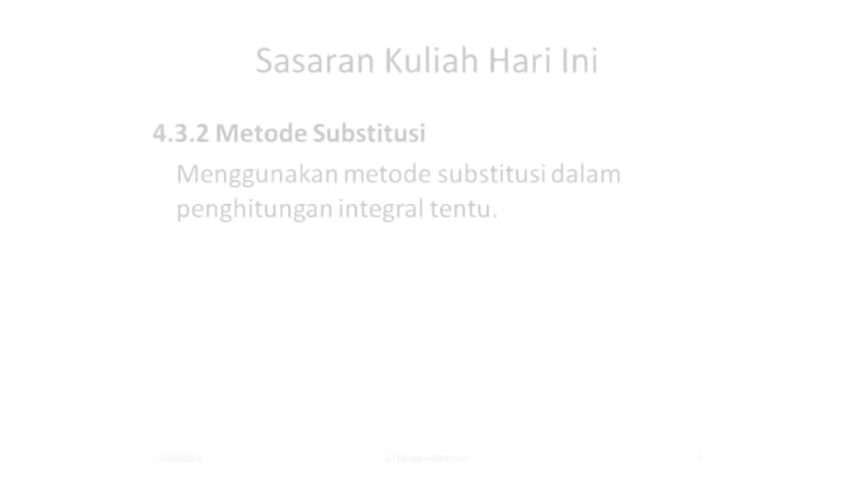 Sasaran Kuliah Hari Ini
4.3.2 Metode Substitusi
Menggunakan metode substitusi dalam
penghitungan integral tentu.